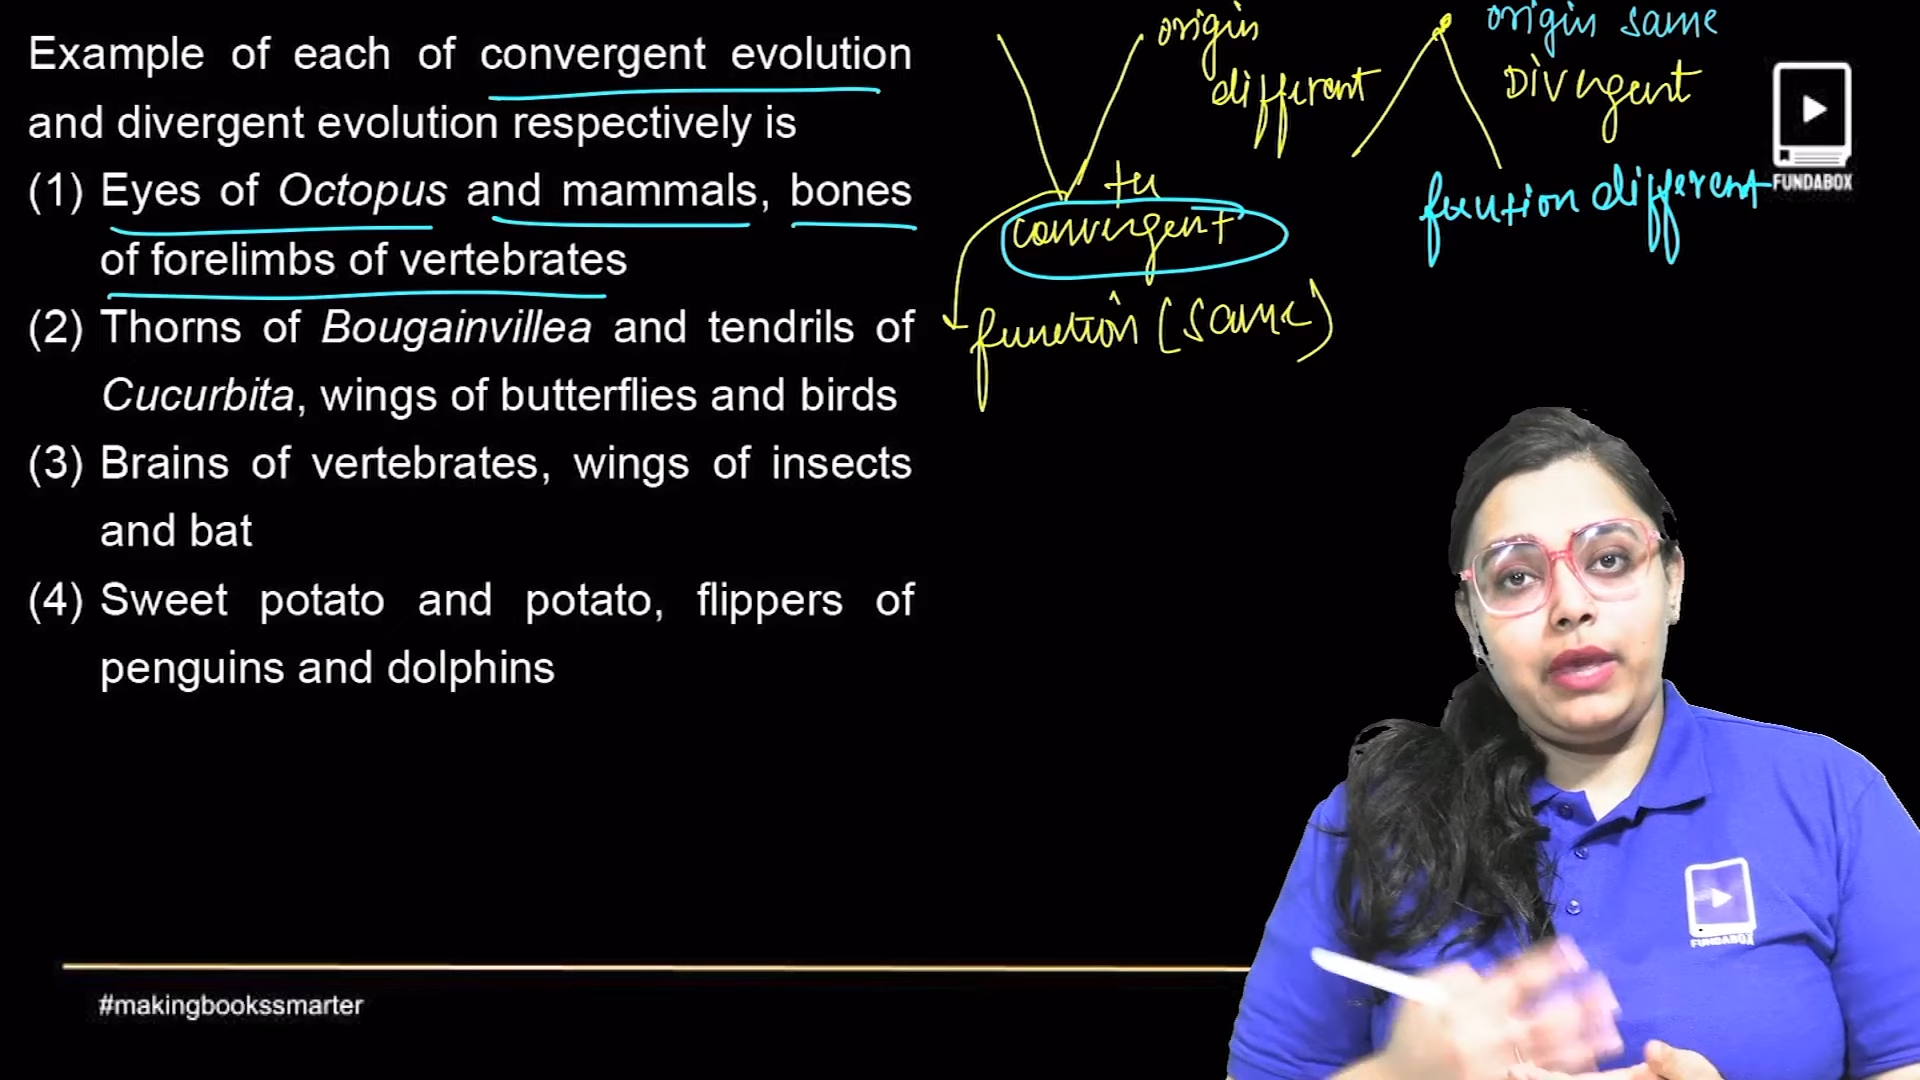 Example of each of convergent evolution
and divergent evolution respectively is
(1) Eyes of Octopus and mammals, bones
of forelimbs of vertebrates
(2) Thorns of Bougainvillea and tendrils of
Cucurbita, wings of butterflies and birds
(3) Brains of vertebrates, wings of insects
and bat
(4) Sweet potato and potato, flippers of
penguins and dolphins
origin
different
convergent
function (same)
origin same
Divergent
function different
FUNDABOX
FUNDABOX
#makingbookssmarter